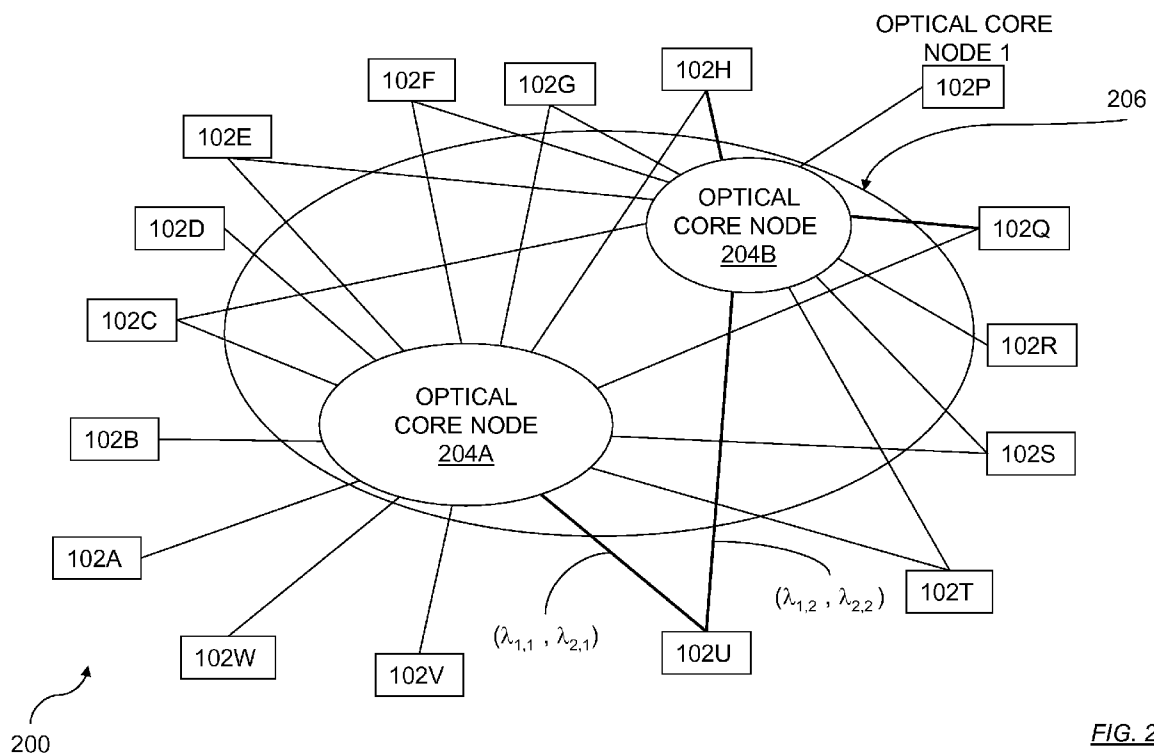 OPTICAL CORE
NODE 1
102H
102F
102G
102P
206
102E
OPTICAL
CORE NODE
204B
102D
102Q
102C
102R
OPTICAL
CORE NODE
204A
102B
102S
102A
102T
(λ1,2 , λ2,2)
(λ1,1 , λ2,1)
102W
102V
102U
200
FIG. 2